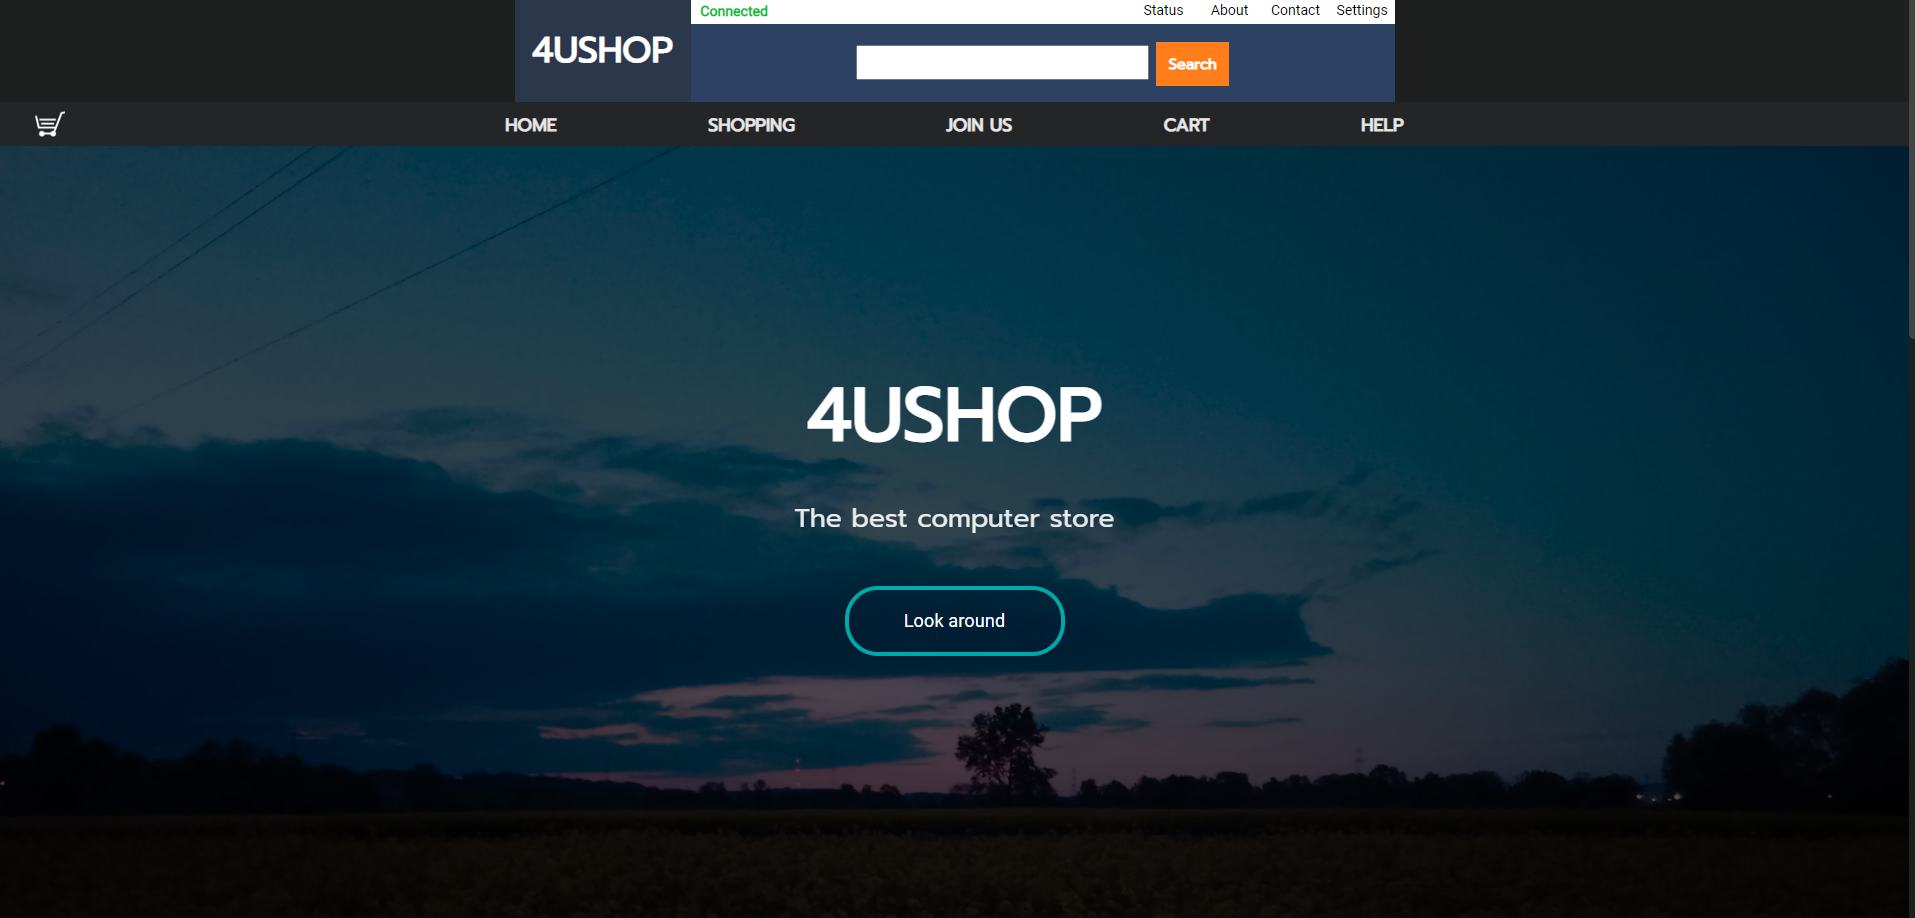 Connected
Status About Contact Settings
4USHOP
Search
HOME SHOPPING JOIN US CART HELP
4USHOP
The best computer store
Look around